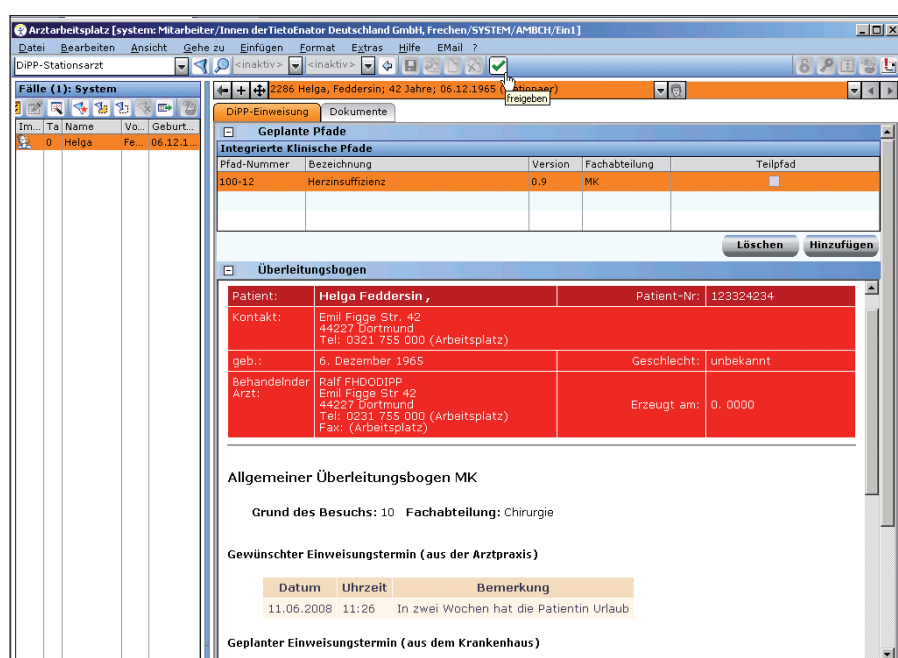 Arztarbeitsplatz [system: Mitarbeiter/Innen derTietoEnator Deutschland GmbH, Frechen/SYSTEM/AMBCH/Ein1]
Datei Bearbeiten Ansicht Gehe zu Einfügen Format Extras Hilfe EMail ?
DiPP-Stationsarzt <inaktiv> <inaktiv>
Fälle (1): System
2286 Helga, Feddersin; 42 Jahre; 06.12.1965
freigeben
Im... Ta Name Vo... Geburt...
0 Helga Fe... 06.12.1...
DiPP-Einweisung Dokumente
Geplante Pfade
Integrierte Klinische Pfade
Pfad-Nummer Bezeichnung Version Fachabteilung Teilpfad
100-12 Herzinsuffizienz 0.9 MK
Löschen Hinzufügen
Überleitungsbogen
Patient: Helga Feddersin , Patient-Nr: 123324234
Kontakt: Emil Figge Str. 42
44227 Dortmund
Tel: 0321 755 000 (Arbeitsplatz)
geb.: 6. Dezember 1965 Geschlecht: unbekannt
Behandelnder Arzt: Ralf FHDODIPP
Emil Figge Str 42
44227 Dortmund
Tel: 0231 755 000 (Arbeitsplatz)
Fax: (Arbeitsplatz)
Erzeugt am: 0. 0000
Allgemeiner Überleitungsbogen MK
Grund des Besuchs: 10 Fachabteilung: Chirurgie
Gewünschter Einweisungstermin (aus der Arztpraxis)
Datum Uhrzeit Bemerkung
11.06.2008 11:26 In zwei Wochen hat die Patientin Urlaub
Geplanter Einweisungstermin (aus dem Krankenhaus)